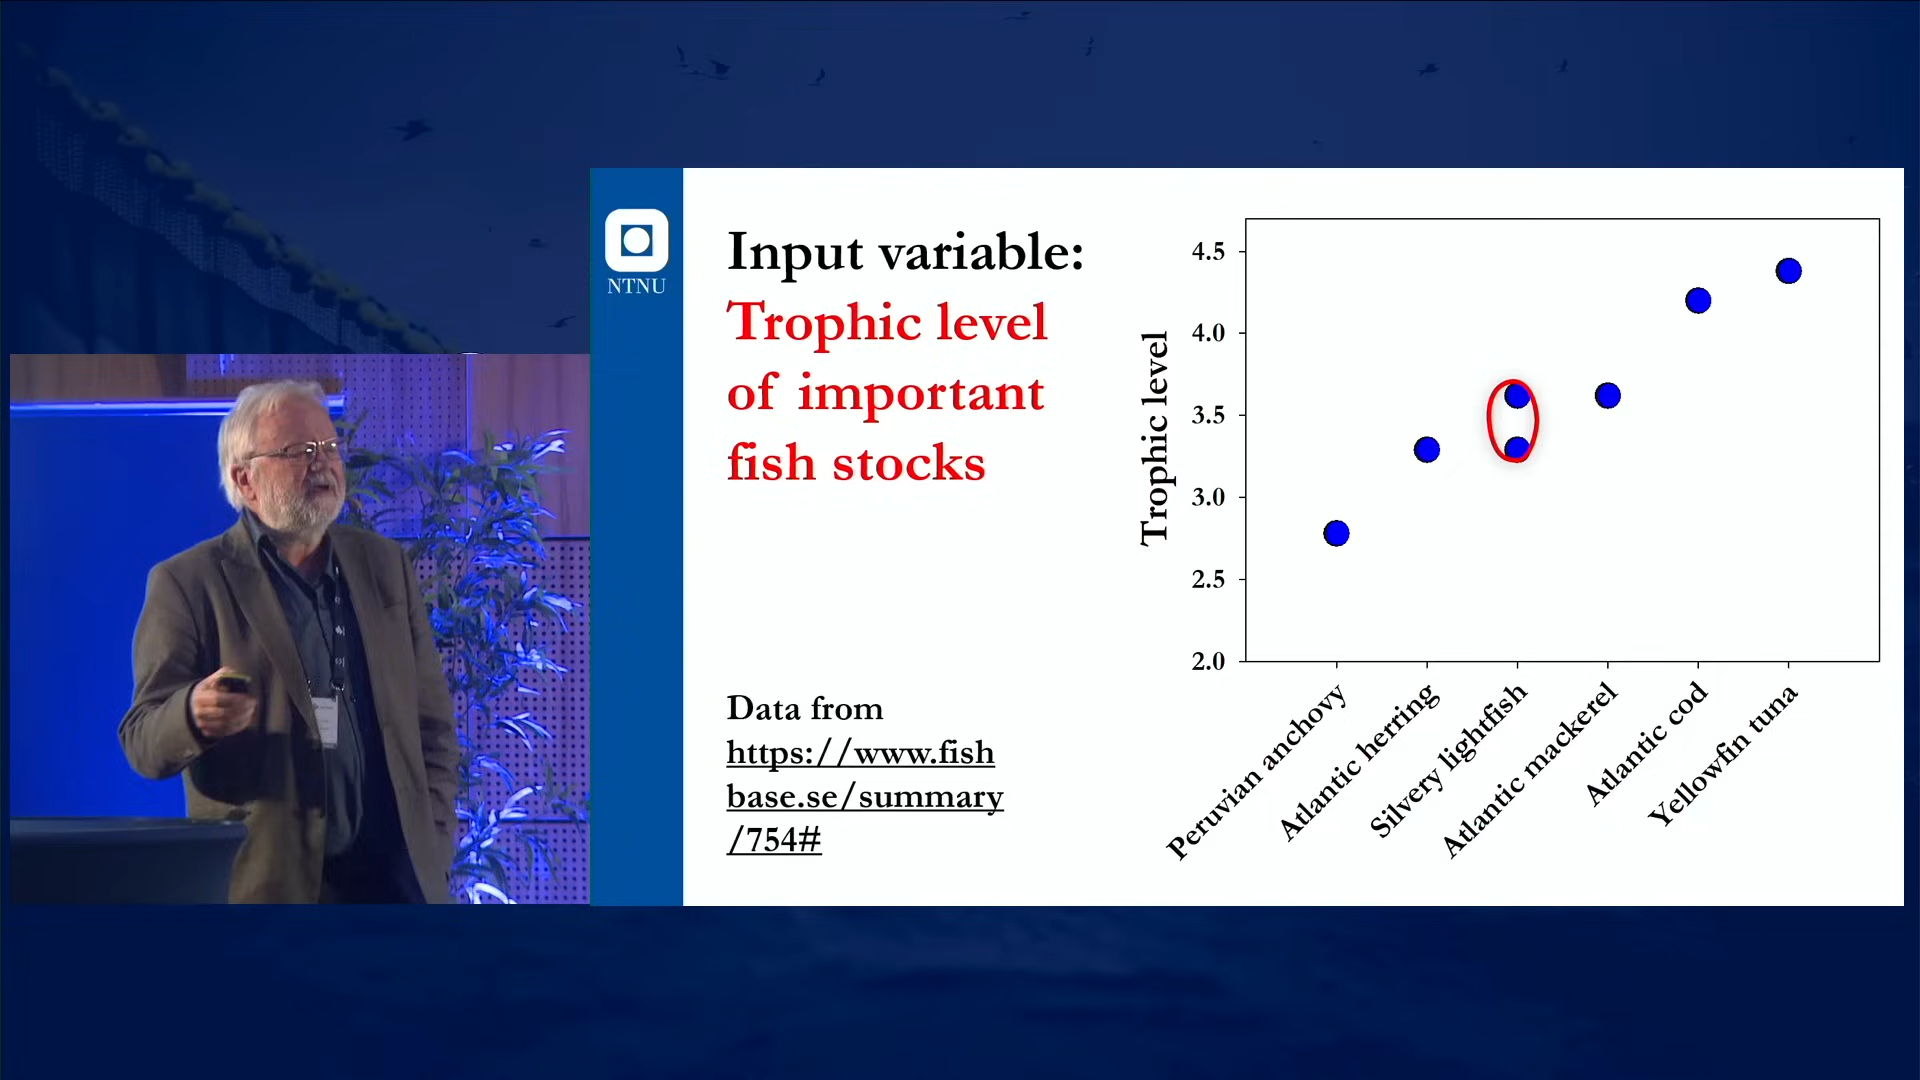 NTNU
Input variable:
Trophic level
of important
fish stocks
Data from
https://www.fish
base.se/summary
/754#
Trophic level
4.5
4.0
3.5
3.0
2.5
2.0
Peruvian anchovy
Atlantic herring
Silvery lightfish
Atlantic mackerel
Atlantic cod
Yellowfin tuna